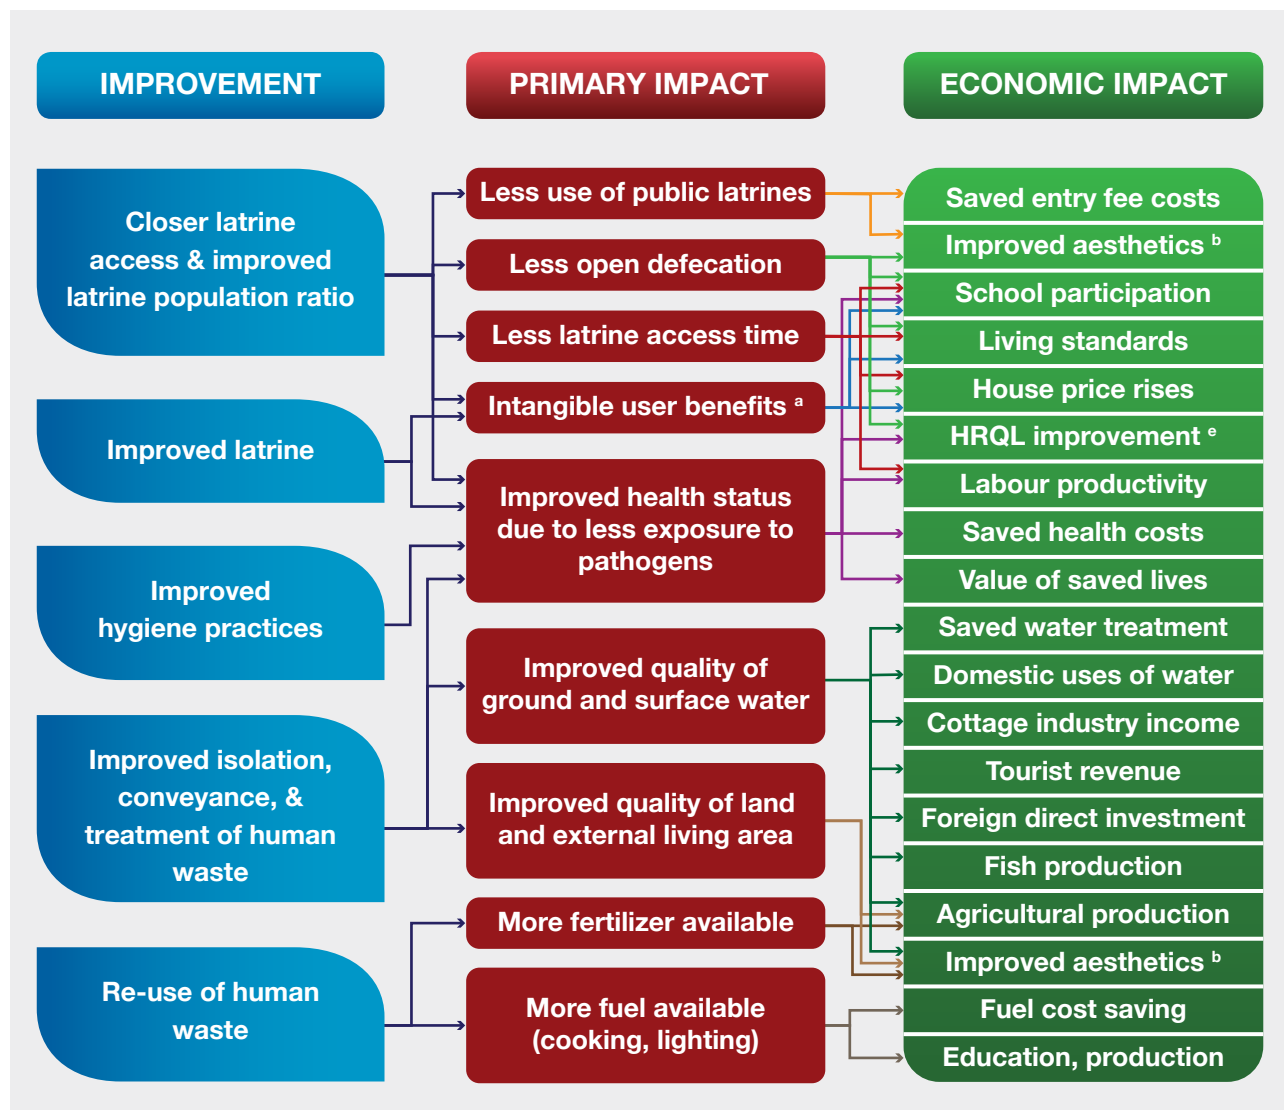 IMPROVEMENT
PRIMARY IMPACT
ECONOMIC IMPACT
Closer latrine
access & improved
latrine population ratio
Improved latrine
Improved
hygiene practices
Improved isolation,
conveyance, &
treatment of human
waste
Re-use of human
waste
Less use of public latrines
Less open defecation
Less latrine access time
Intangible user benefits a
Improved health status
due to less exposure to
pathogens
Improved quality of
ground and surface water
Improved quality of land
and external living area
More fertilizer available
More fuel available
(cooking, lighting)
Saved entry fee costs
Improved aesthetics b
School participation
Living standards
House price rises
HRQL improvement e
Labour productivity
Saved health costs
Value of saved lives
Saved water treatment
Domestic uses of water
Cottage industry income
Tourist revenue
Foreign direct investment
Fish production
Agricultural production
Improved aesthetics b
Fuel cost saving
Education, production